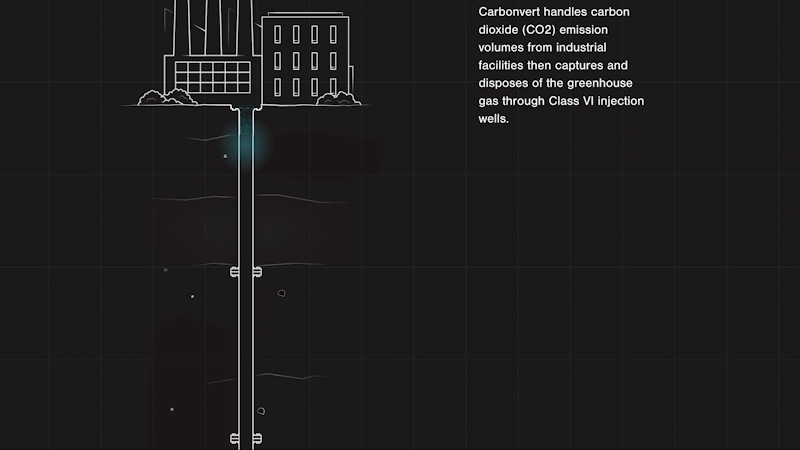 Carbonvert handles carbon
dioxide (CO2) emission
volumes from industrial
facilities then captures and
disposes of the greenhouse
gas through Class VI injection
wells.